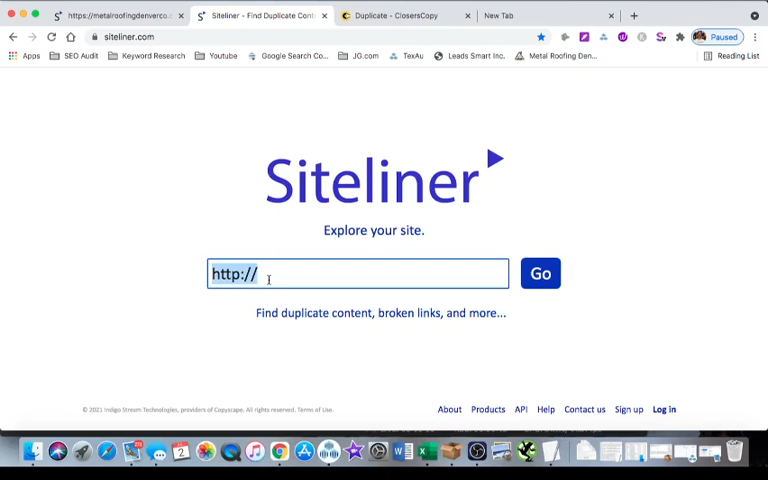 https://metalroofingdenverco.
Siteliner - Find Duplicate Cont
Duplicate - ClosersCopy
New Tab
siteliner.com
Paused
Apps
SEO Audit
Keyword Research
Youtube
Google Search Co...
JG.com
TexAu
Leads Smart Inc.
Metal Roofing Den...
Reading List
Siteliner
Explore your site.
http://
Go
Find duplicate content, broken links, and more...
© 2021 Indigo Stream Technologies, providers of Copyscape. All rights reserved. Terms of Use.
About Products API Help Contact us Sign up Log in